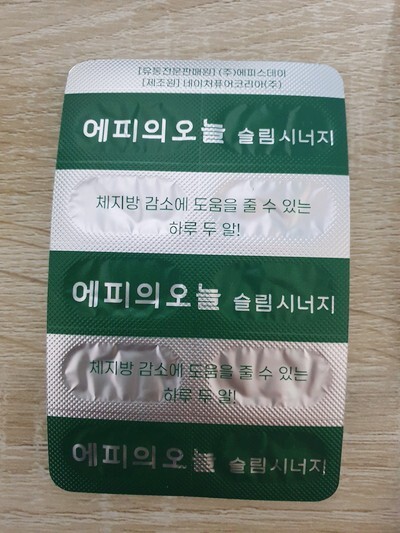 [유통전문판매원] (주)에피스데이
[제조원] 네이처퓨어코리아(주)
에피의오늘 슬림시너지
체지방 감소에 도움을 줄 수 있는
하루 두 알!
에피의오늘 슬림시너지
체지방 감소에 도움을 줄 수 있는
하루 두 알!
에피의오늘 슬림시너지